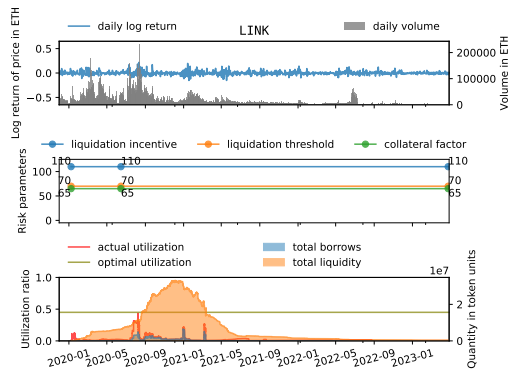 LINK
daily log return
daily volume
Log return of price in ETH
0.5
0.0
−0.5
200000
100000
0
Volume in ETH
liquidation incentive
liquidation threshold
collateral factor
Risk parameters
100
50
0
110
110
110
70
70
70
65
65
65
actual utilization
optimal utilization
total borrows
total liquidity
Utilization ratio
1.0
0.5
0.0
1e7
2
0
Quantity in token units
2020-01
2020-05
2020-09
2021-01
2021-05
2021-09
2022-01
2022-05
2022-09
2023-01